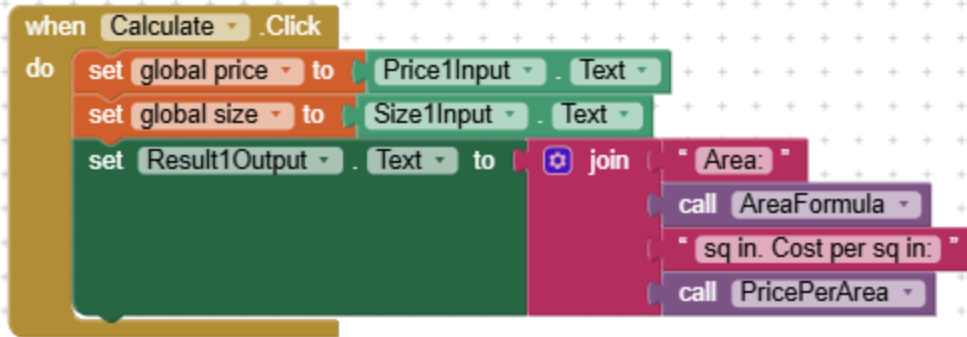 when Calculate .Click
do set global price to Price1Input . Text
set global size to Size1Input . Text
set Result1Output . Text to join “ Area: ”
call AreaFormula
“ sq in. Cost per sq in: ”
call PricePerArea